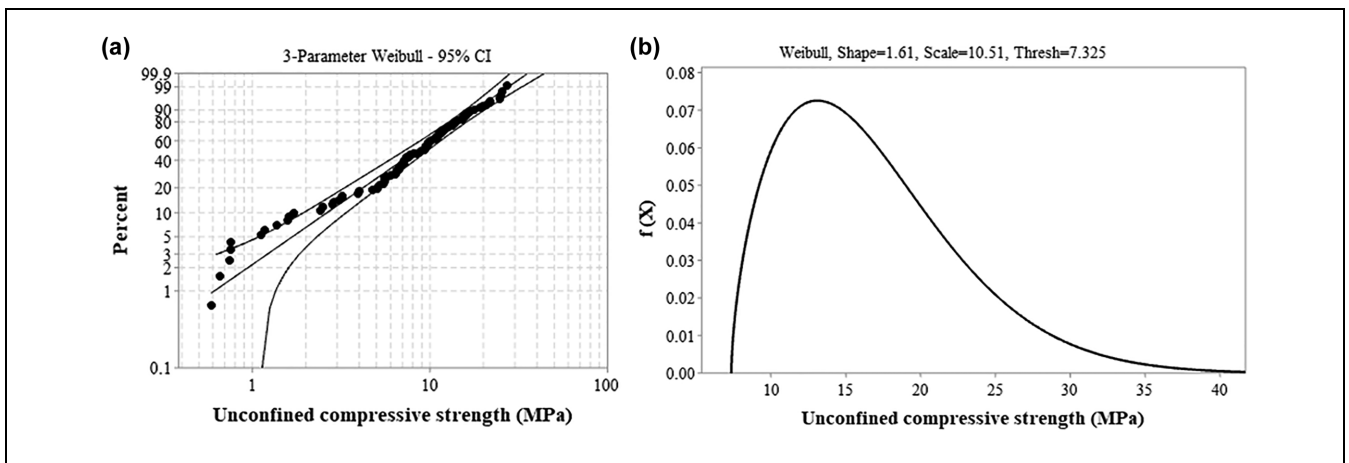 (a)
3-Parameter Weibull - 95% CI
99.9
99
90
80
60
40
20
10
5
3
2
1
0.1
Percent
1 10 100
Unconfined compressive strength (MPa)
(b)
Weibull, Shape=1.61, Scale=10.51, Thresh=7.325
0.08
0.07
0.06
0.05
0.04
0.03
0.02
0.01
0.00
f (X)
10 15 20 25 30 35 40
Unconfined compressive strength (MPa)